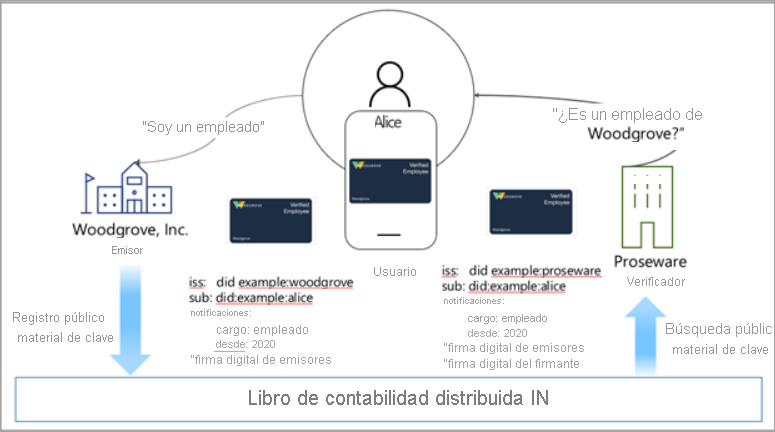 Alice
"Soy un empleado"
"¿Es un empleado de
Woodgrove?"
WOODGROVE
Verified
Employee
Woodgrove
Usuario
Woodgrove, Inc.
Emisor
WOODGROVE
Verified
Employee
Woodgrove
WOODGROVE
Verified
Employee
Woodgrove
Proseware
Verificador
iss: did example:woodgrove
sub: did:example:alice
notificaciones:
cargo: empleado
desde: 2020
"firma digital de emisores
iss: did example:proseware
sub: did:example:alice
notificaciones:
cargo: empleado
desde: 2020
"firma digital de emisores
"firma digital del firmante
Registro público
material de clave
Búsqueda públic
material de clave
Libro de contabilidad distribuida IN